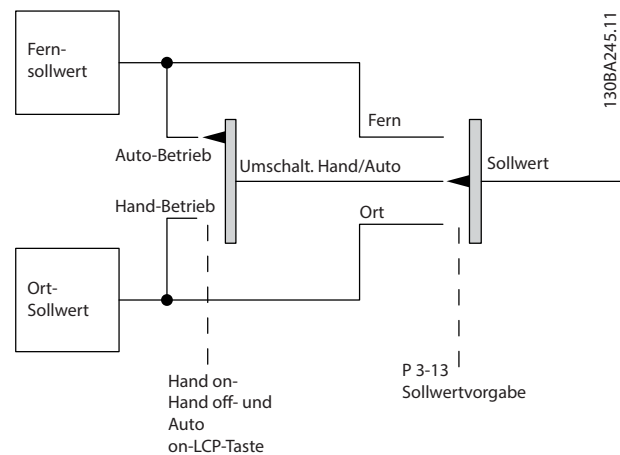 Fern-
sollwert
130BA245.11
Fern
Auto-Betrieb
Umschalt. Hand/Auto
Sollwert
Hand-Betrieb
Ort
Ort-
Sollwert
Hand on-
Hand off- und
Auto
on-LCP-Taste
P 3-13
Sollwertvorgabe